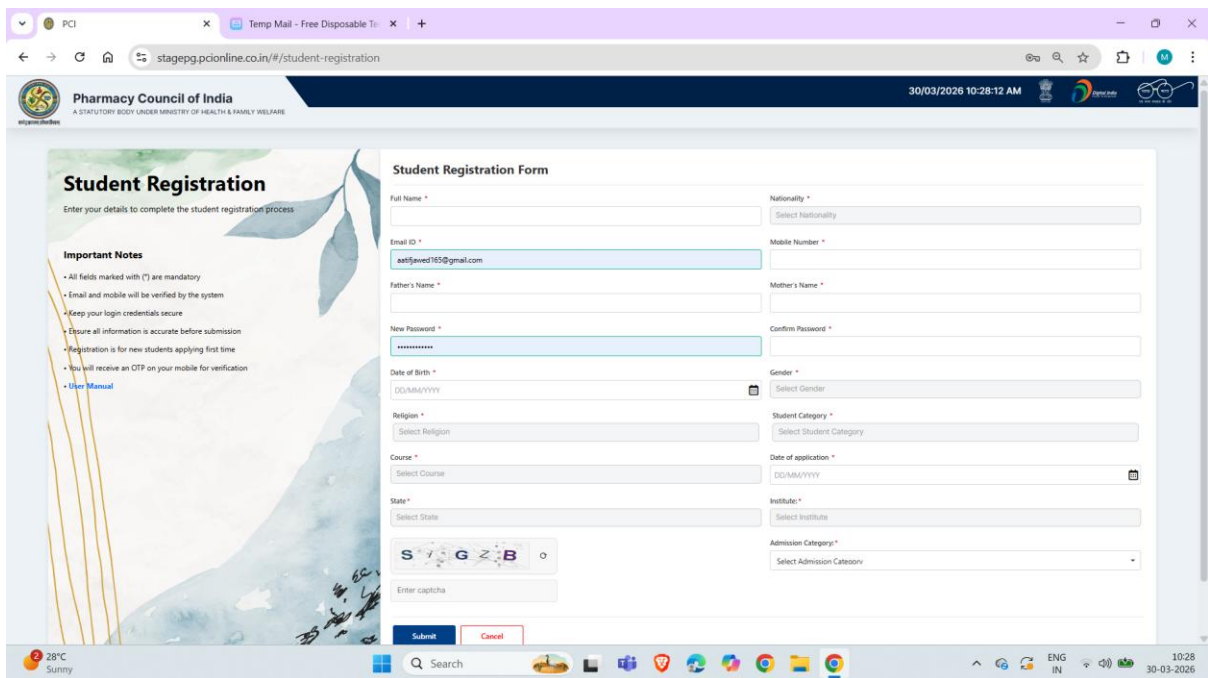 PCI
Temp Mail - Free Disposable Te
stagepg.pcionline.co.in/#/student-registration
M
Pharmacy Council of India
A STATUTORY BODY UNDER MINISTRY OF HEALTH & FAMILY WELFARE
30/03/2026 10:28:12 AM
Digital India
Student Registration
Enter your details to complete the student registration process
Important Notes
• All fields marked with (*) are mandatory
• Email and mobile will be verified by the system
• Keep your login credentials secure
• Ensure all information is accurate before submission
• Registration is for new students applying first time
• You will receive an OTP on your mobile for verification
• User Manual
Student Registration Form
Full Name *
Nationality *
Select Nationality
Email ID *
Mobile Number *
aatifjawed165@gmail.com
Father's Name *
Mother's Name *
New Password *
Confirm Password *
••••••••••••
Date of Birth *
Gender *
DD/MM/YYYY
Select Gender
Religion *
Student Category *
Select Religion
Select Student Category
Course *
Date of application *
Select Course
DD/MM/YYYY
State *
Institute: *
Select State
Select Institute
Admission Category:*
Select Admission Category
Enter captcha
Submit
Cancel
2
28°C
Sunny
Search
ENG
IN
10:28
30-03-2026